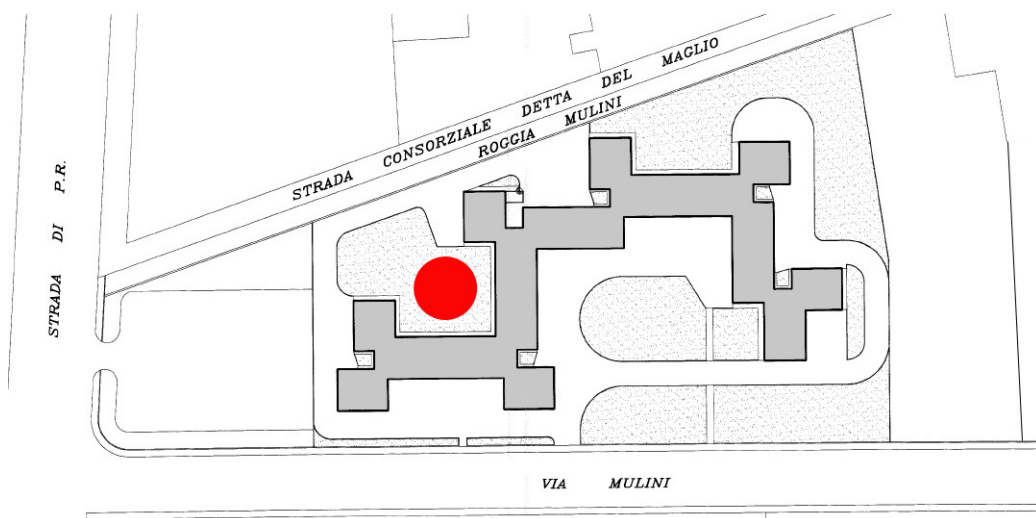 STRADA CONSORZIALE DETTA DEL MAGLIO
ROGGIA MULINI
STRADA DI P.R.
VIA MULINI